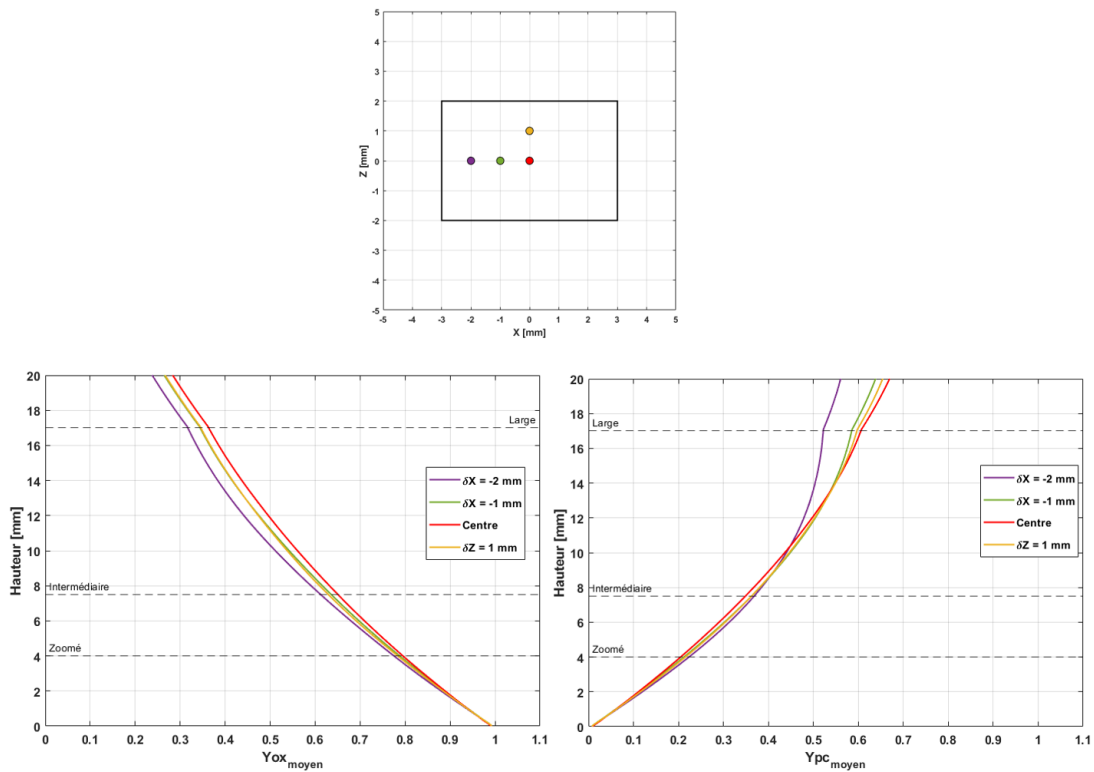 5
4
3
2
1
0
-1
-2
-3
-4
-5
Z [mm]
-5 -4 -3 -2 -1 0 1 2 3 4 5
X [mm]
20
18
16
14
12
10
8
6
4
2
0
Hauteur [mm]
Large
Intermédiaire
Zoomé
δX = -2 mm
δX = -1 mm
Centre
δZ = 1 mm
0 0.1 0.2 0.3 0.4 0.5 0.6 0.7 0.8 0.9 1 1.1
Yox moyen
20
18
16
14
12
10
8
6
4
2
0
Hauteur [mm]
Large
Intermédiaire
Zoomé
δX = -2 mm
δX = -1 mm
Centre
δZ = 1 mm
0 0.1 0.2 0.3 0.4 0.5 0.6 0.7 0.8 0.9 1 1.1
Ypc moyen